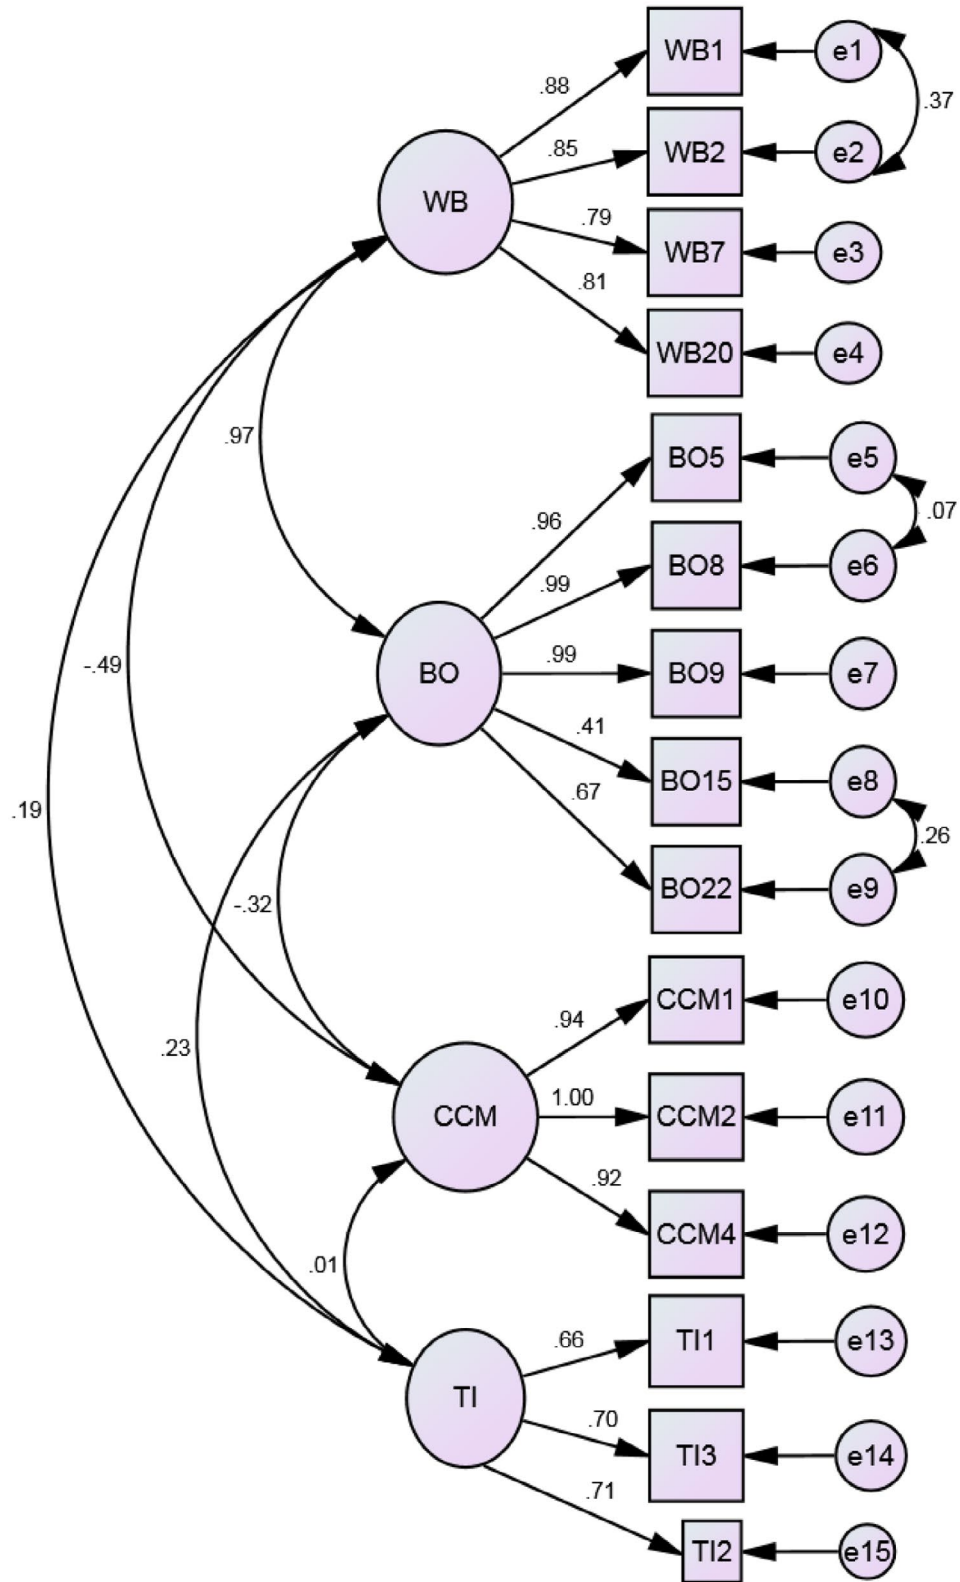 WB1
e1
.88
.37
.85
WB2
e2
WB
.79
WB7
e3
.81
WB20
e4
.97
BO5
e5
.96
.07
.99
BO8
e6
-.49
BO
.99
BO9
e7
.41
BO15
e8
.67
.19
.26
BO22
e9
-.32
CCM1
e10
.94
.23
1.00
CCM
CCM2
e11
.92
CCM4
e12
.01
.66
TI1
e13
TI
.70
TI3
e14
.71
TI2
e15